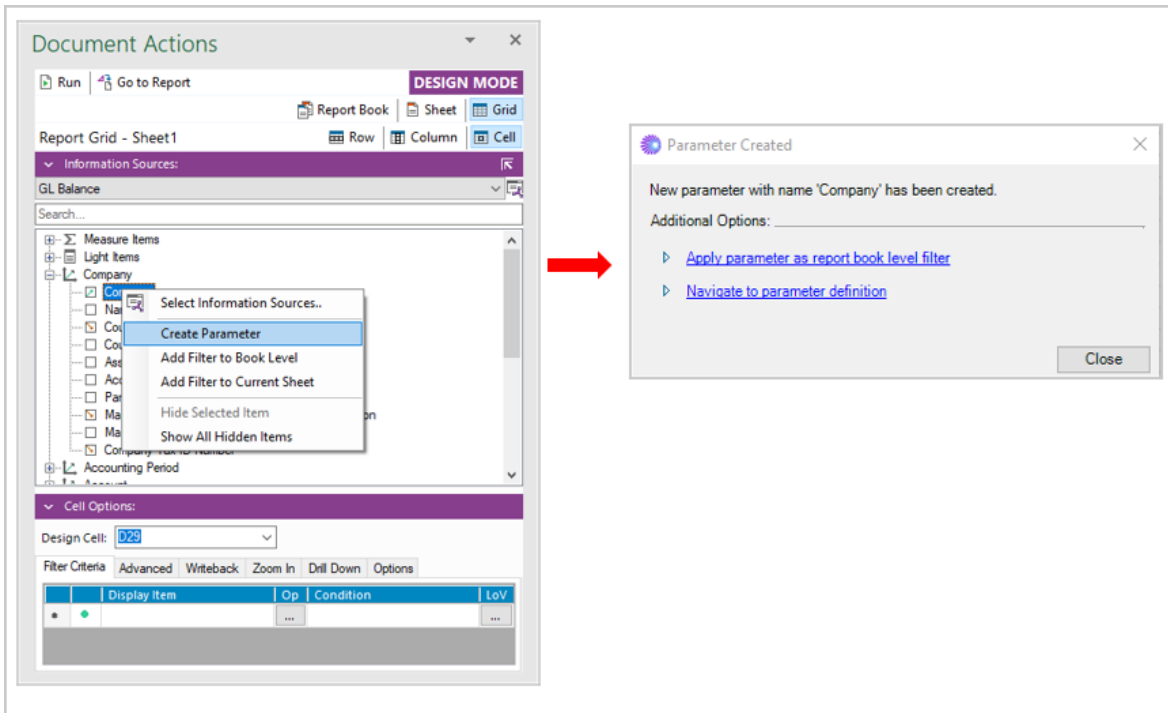 Document Actions
Run Go to Report DESIGN MODE
Report Book Sheet Grid
Report Grid - Sheet1 Row Column Cell
Information Sources:
GL Balance
Search...
Measure Items
Light Items
Company
Select Information Sources..
Create Parameter
Add Filter to Book Level
Add Filter to Current Sheet
Hide Selected Item
Show All Hidden Items
Company Tax ID Number
Accounting Period
Cell Options:
Design Cell: D29
Filter Criteria Advanced Writeback Zoom In Drill Down Options
Display Item Op Condition LoV
... ...
Parameter Created
New parameter with name 'Company' has been created.
Additional Options:
Apply parameter as report book level filter
Navigate to parameter definition
Close